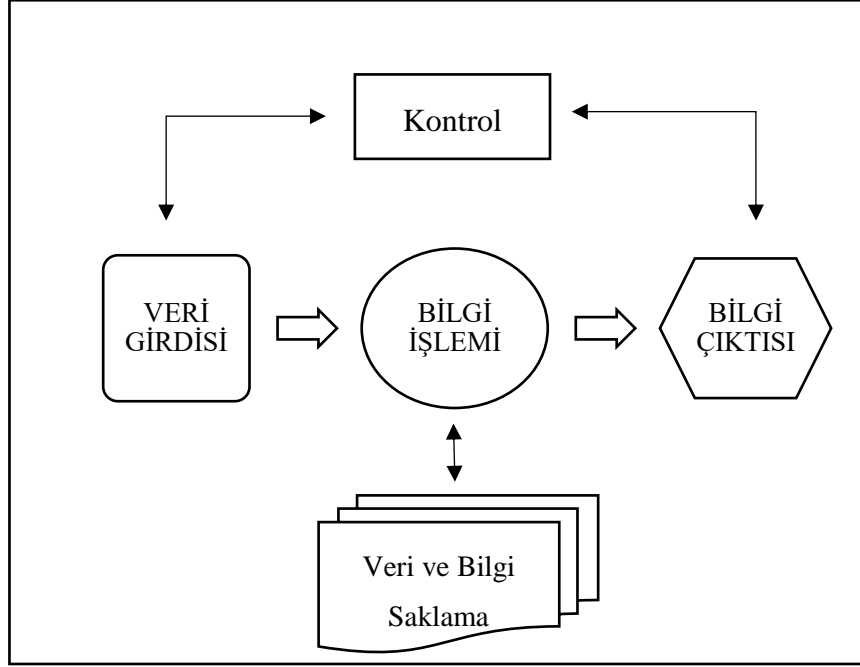 Kontrol
VERİ
GİRDİSİ
BİLGİ
İŞLEMİ
BİLGİ
ÇIKTISI
Veri ve Bilgi
Saklama